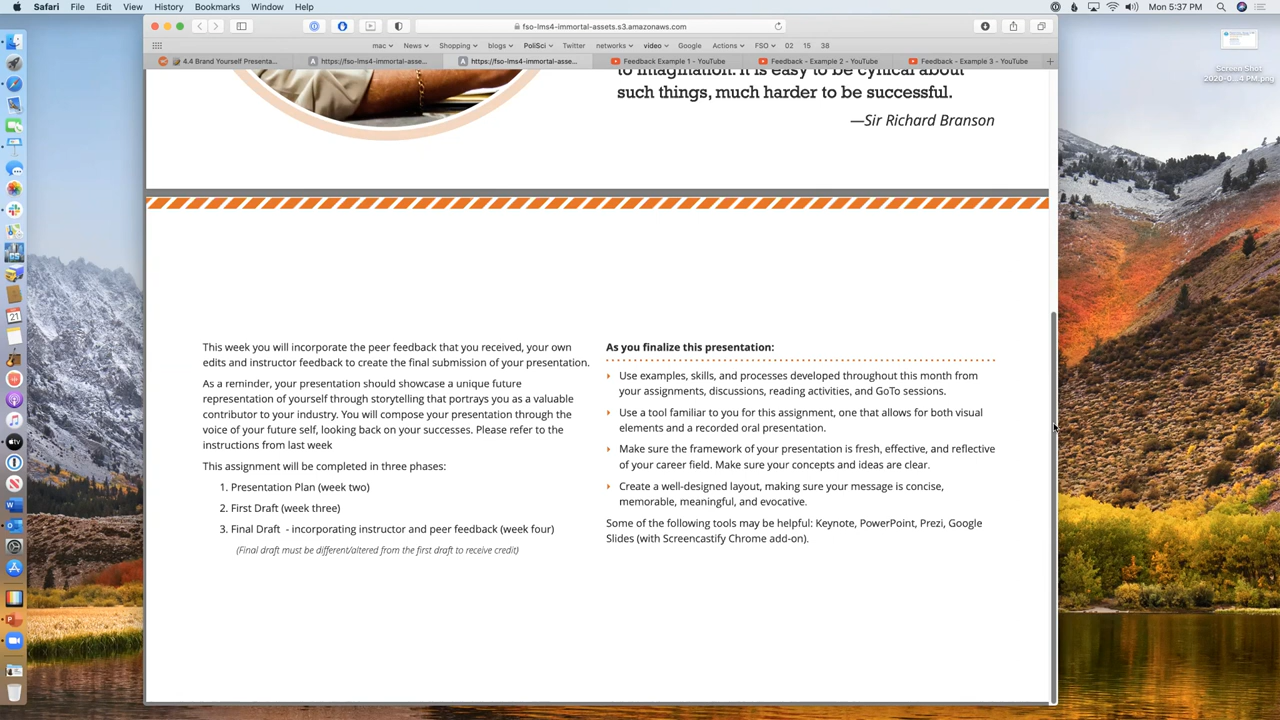 Safari File Edit View History Bookmarks Window Help Mon 5:37 PM
fso-lms4-immortal-assets.s3.amazonaws.com
mac News Shopping blogs PoliSci Twitter networks video Google Actions FSO 02 15 38
4.4 Brand Yourself Presenta... https://fso-lms4-immortal-asse... https://fso-lms4-immortal-asse... Feedback Example 1 - YouTube Feedback - Example 2 - YouTube Feedback - Example 3 - YouTube
Screen Shot
2020-0...4 PM.png
to imagination. It is easy to be cynical about
such things, much harder to be successful.
—Sir Richard Branson
This week you will incorporate the peer feedback that you received, your own
edits and instructor feedback to create the final submission of your presentation.
As a reminder, your presentation should showcase a unique future
representation of yourself through storytelling that portrays you as a valuable
contributor to your industry. You will compose your presentation through the
voice of your future self, looking back on your successes. Please refer to the
instructions from last week
This assignment will be completed in three phases:
1. Presentation Plan (week two)
2. First Draft (week three)
3. Final Draft - incorporating instructor and peer feedback (week four)
(Final draft must be different/altered from the first draft to receive credit)
As you finalize this presentation:
Use examples, skills, and processes developed throughout this month from
your assignments, discussions, reading activities, and GoTo sessions.
Use a tool familiar to you for this assignment, one that allows for both visual
elements and a recorded oral presentation.
Make sure the framework of your presentation is fresh, effective, and reflective
of your career field. Make sure your concepts and ideas are clear.
Create a well-designed layout, making sure your message is concise,
memorable, meaningful, and evocative.
Some of the following tools may be helpful: Keynote, PowerPoint, Prezi, Google
Slides (with Screencastify Chrome add-on).